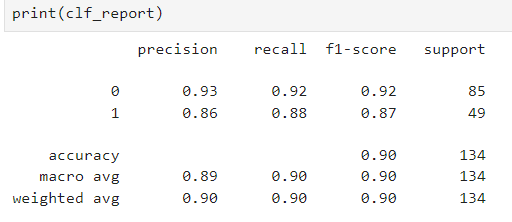 print(clf_report)
precision recall f1-score support
0 0.93 0.92 0.92 85
1 0.86 0.88 0.87 49
accuracy 0.90 134
macro avg 0.89 0.90 0.90 134
weighted avg 0.90 0.90 0.90 134